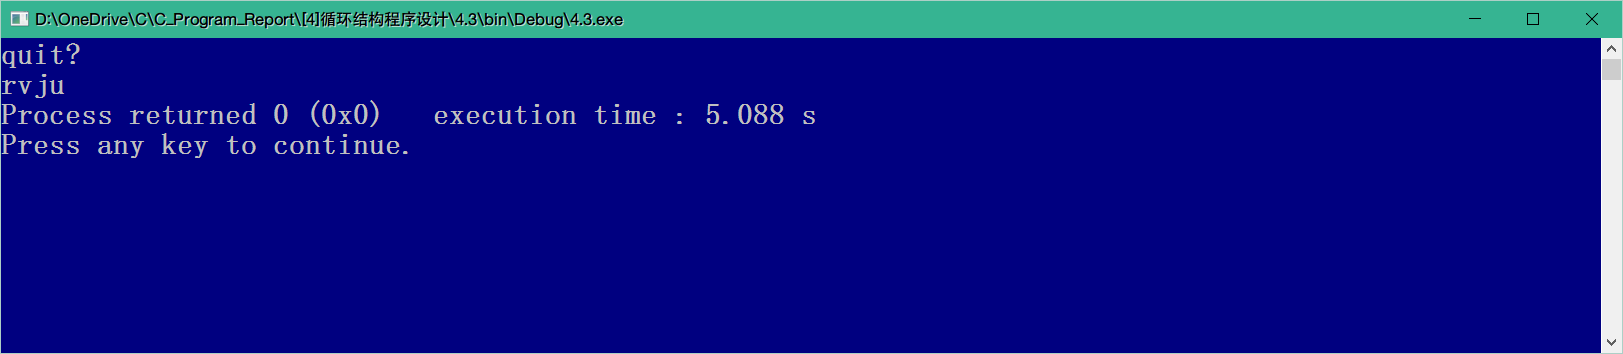 D:\OneDrive\C\C_Program_Report\[4]循环结构程序设计\4.3\bin\Debug\4.3.exe
quit?
rvju
Process returned 0 (0x0)   execution time : 5.088 s
Press any key to continue.